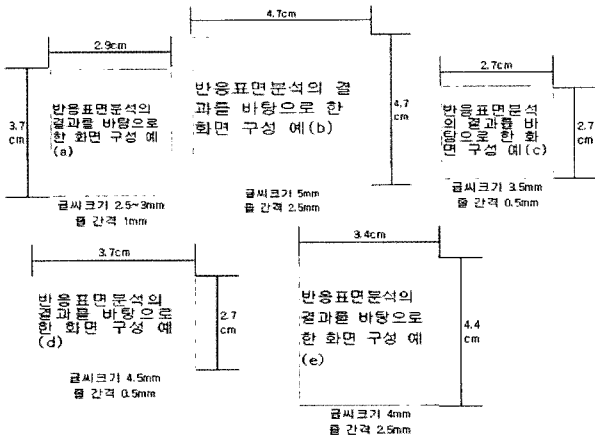 2.9cm
3.7
cm
반응표면분석의
결과를 바탕으로
한 화면 구성 예
(a)
글씨크기 2.5~3mm
줄 간격 1mm
4.7cm
4.7
cm
반응표면분석의 결
과를 바탕으로 한
화면 구성 예(b)
글씨크기 5mm
줄 간격 2.5mm
2.7cm
2.7
cm
반응표면분석
의 결과를 바
탕으로 한 화
면 구성 예(c)
글씨크기 3.5mm
줄 간격 0.5mm
3.7cm
2.7
cm
반응표면분석의
결과를 바탕으로
한 화면 구성 예
(d)
글씨크기 4.5mm
줄 간격 0.5mm
3.4cm
4.4
cm
반응표면분석의
결과를 바탕으로
한 화면 구성 예
(e)
글씨크기 4mm
줄 간격 2.5mm